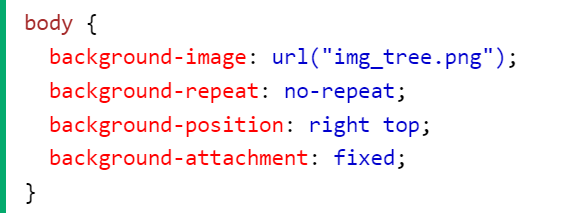 body {
  background-image: url("img_tree.png");
  background-repeat: no-repeat;
  background-position: right top;
  background-attachment: fixed;
}